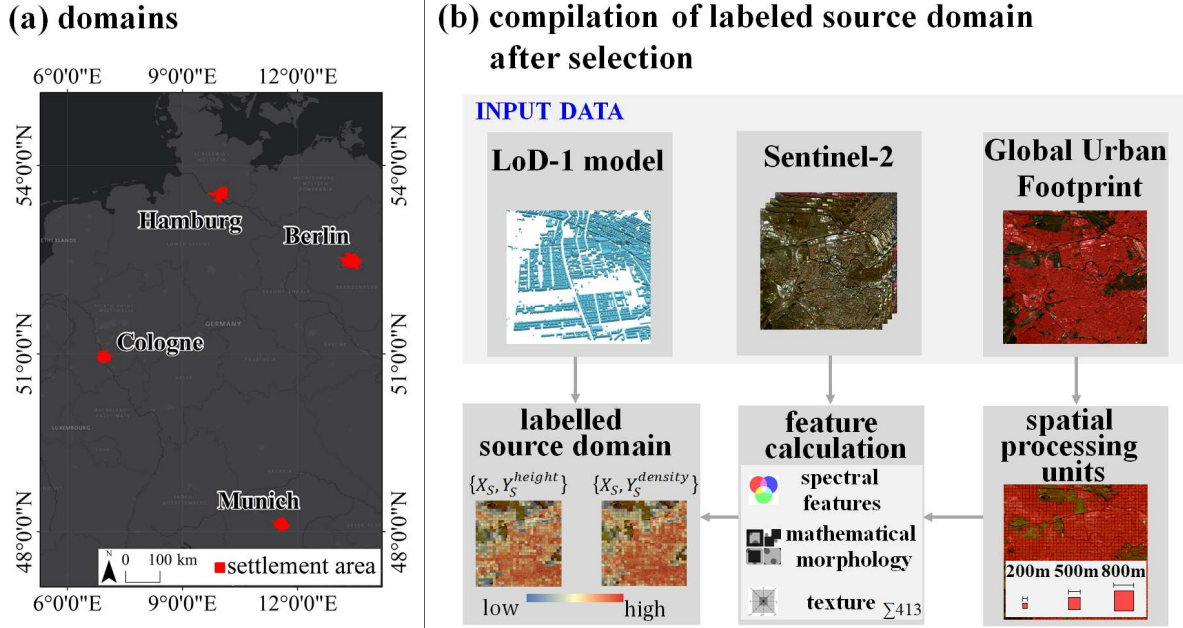 (a) domains
6°0'0"E 9°0'0"E 12°0'0"E
54°0'0"N 54°0'0"N
Hamburg
Berlin
GERMANY
Cologne
51°0'0"N 51°0'0"N
LUXEMBOURG
Munich
48°0'0"N 48°0'0"N
N 0 100 km settlement area
6°0'0"E 9°0'0"E 12°0'0"E
(b) compilation of labeled source domain
after selection
INPUT DATA
LoD-1 model
Sentinel-2
Global Urban
Footprint
labelled
source domain
{X_S, Y_S^height} {X_S, Y_S^density}
low high
feature
calculation
spectral
features
mathematical
morphology
texture ∑413
spatial
processing
units
200m 500m 800m